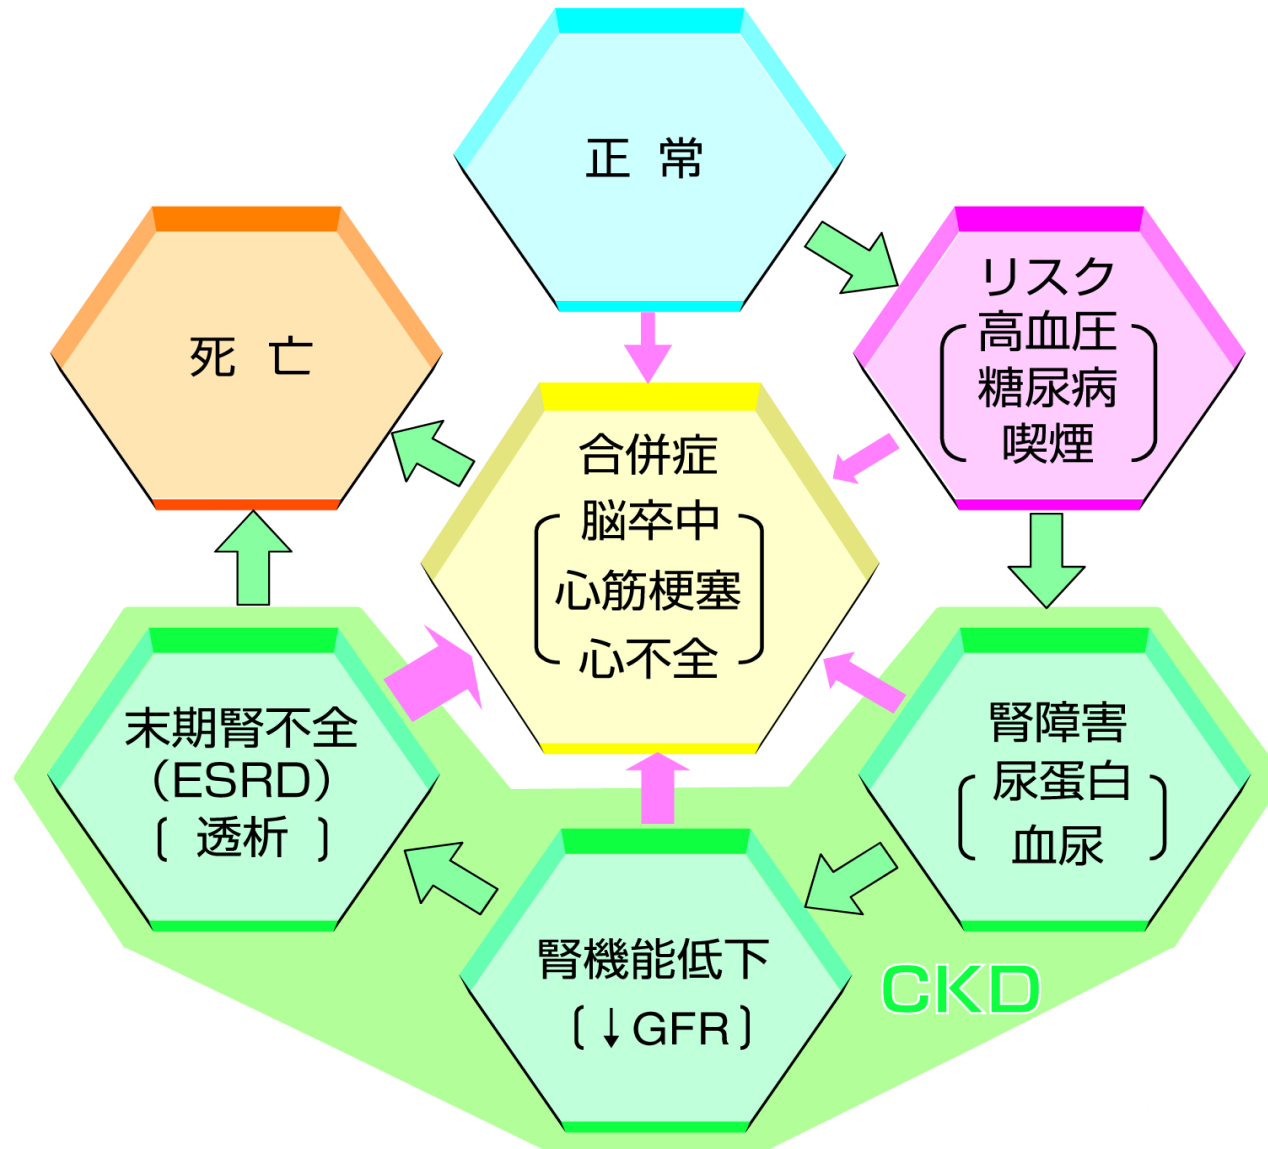 正 常
リスク
高血圧
糖尿病
喫煙
死 亡
合併症
脳卒中
心筋梗塞
心不全
腎障害
尿蛋白
血尿
末期腎不全
（ESRD）
〔 透析 〕
腎機能低下
〔↓GFR〕
CKD